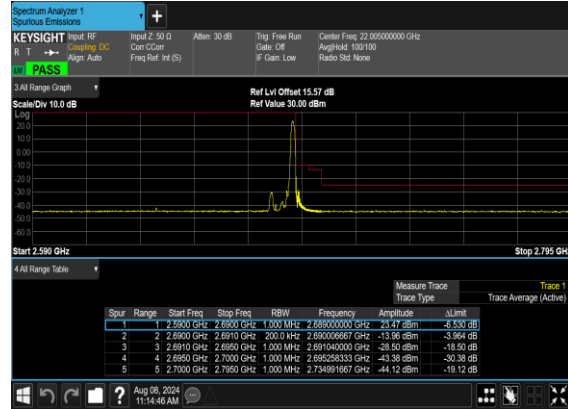 Spectrum Analyzer 1
Spurious Emissions
KEYSIGHT Input: RF Input Z: 50 Ω Atten: 30 dB Trig: Free Run Center Freq: 22.005000000 GHz
R T Coupling: DC Corr CCorr Gate: Off Avg|Hold: 100/100
Align: Auto Freq Ref: Int (S) IF Gain: Low Radio Std: None
PASS
3 All Range Graph
Ref Lvl Offset 15.57 dB
Scale/Div 10.0 dB Ref Value 30.00 dBm
Log
20.0
10.0
0.00
-10.0
-20.0
-30.0
-40.0
-50.0
-60.0
Start 2.590 GHz Stop 2.795 GHz
4 All Range Table
Measure Trace Trace 1
Trace Type Trace Average (Active)
Spur Range Start Freq Stop Freq RBW Frequency Amplitude ΔLimit
1 1 2.5900 GHz 2.6900 GHz 1.000 MHz 2.689000000 GHz 23.47 dBm -6.530 dB
2 2 2.6900 GHz 2.6910 GHz 200.0 kHz 2.690006667 GHz -13.96 dBm -3.964 dB
3 3 2.6910 GHz 2.6950 GHz 1.000 MHz 2.691040000 GHz -28.50 dBm -18.50 dB
4 4 2.6950 GHz 2.7000 GHz 1.000 MHz 2.695258333 GHz -43.38 dBm -30.38 dB
5 5 2.7000 GHz 2.7950 GHz 1.000 MHz 2.734991667 GHz -44.12 dBm -19.12 dB
Aug 08, 2024
11:14:46 AM